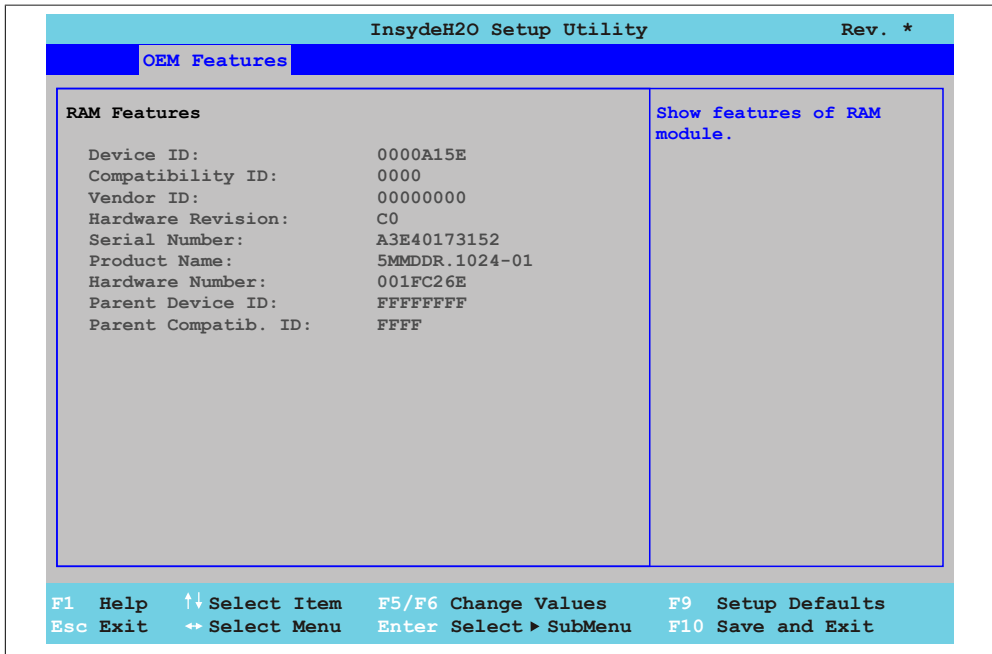 InsydeH2O Setup Utility Rev. *
OEM Features
RAM Features
Show features of RAM
module.
Device ID: 0000A15E
Compatibility ID: 0000
Vendor ID: 00000000
Hardware Revision: C0
Serial Number: A3E40173152
Product Name: 5MMDDR.1024-01
Hardware Number: 001FC26E
Parent Device ID: FFFFFFFF
Parent Compatib. ID: FFFF
F1 Help ↑↓ Select Item F5/F6 Change Values F9 Setup Defaults
Esc Exit ↔ Select Menu Enter Select ▶ SubMenu F10 Save and Exit